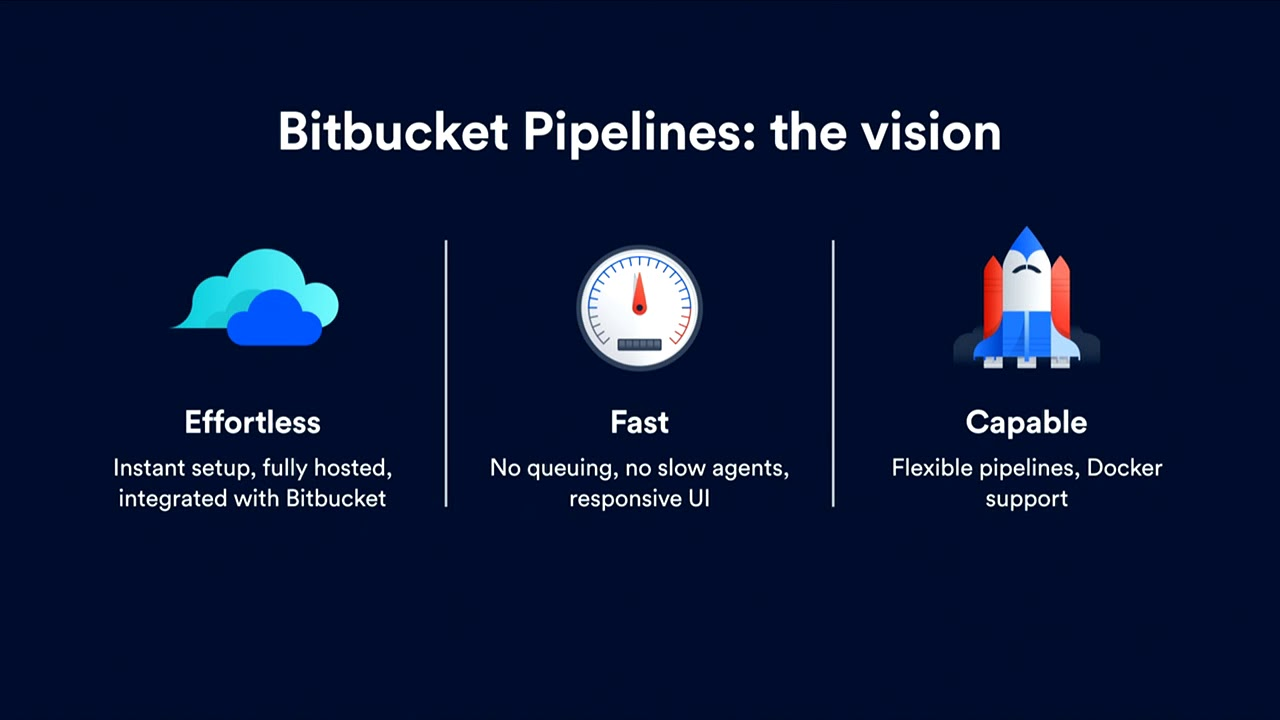 Bitbucket Pipelines: the vision
Effortless
Instant setup, fully hosted,
integrated with Bitbucket
Fast
No queuing, no slow agents,
responsive UI
Capable
Flexible pipelines, Docker
support